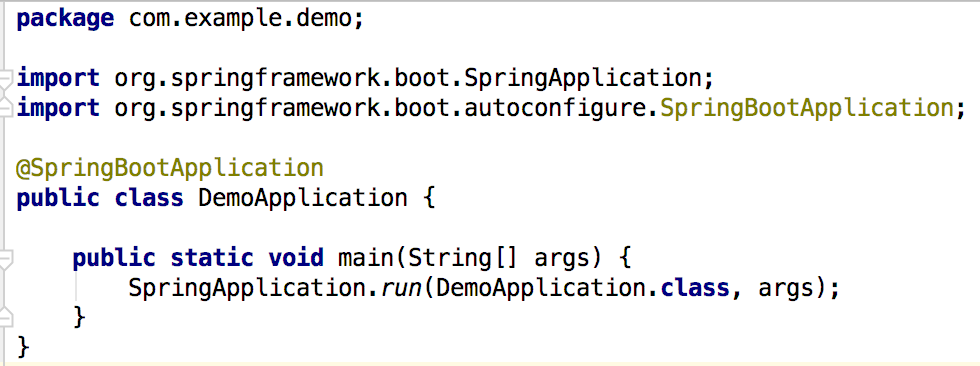 package com.example.demo;
import org.springframework.boot.SpringApplication;
import org.springframework.boot.autoconfigure.SpringBootApplication;
@SpringBootApplication
public class DemoApplication {
public static void main(String[] args) {
SpringApplication.run(DemoApplication.class, args);
}
}